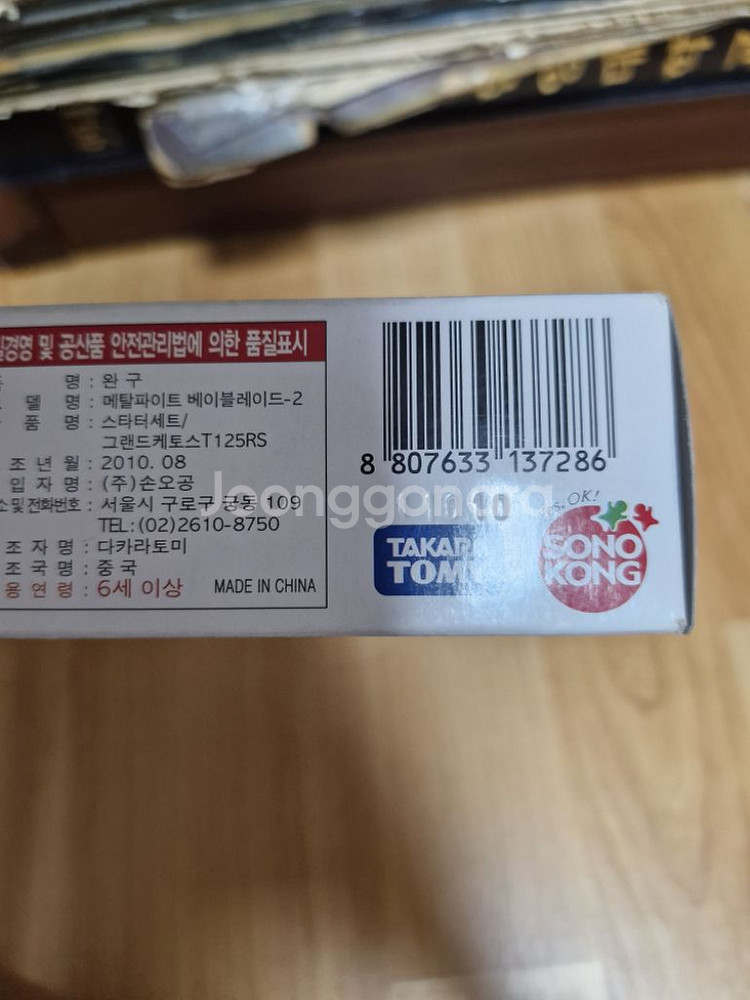 경영 및 공산품 안전관리법에 의한 품질표시
명 : 완 구
델 명 : 메탈파이트 베이블레이드-2
품 명 : 스타터세트/
그랜드케토스T125RS
조 년 월 : 2010. 08
입 자 명 : (주)손오공
소 및 전화번호 : 서울시 구로구 궁동 109
TEL:(02)2610-8750
조 자 명 : 다카라토미
조 국 명 : 중 국
용 연 령 : 6세 이상 MADE IN CHINA
8 807633 137286
Joonggonara
OK!
TAKARA
TOMY
SONO
KONG